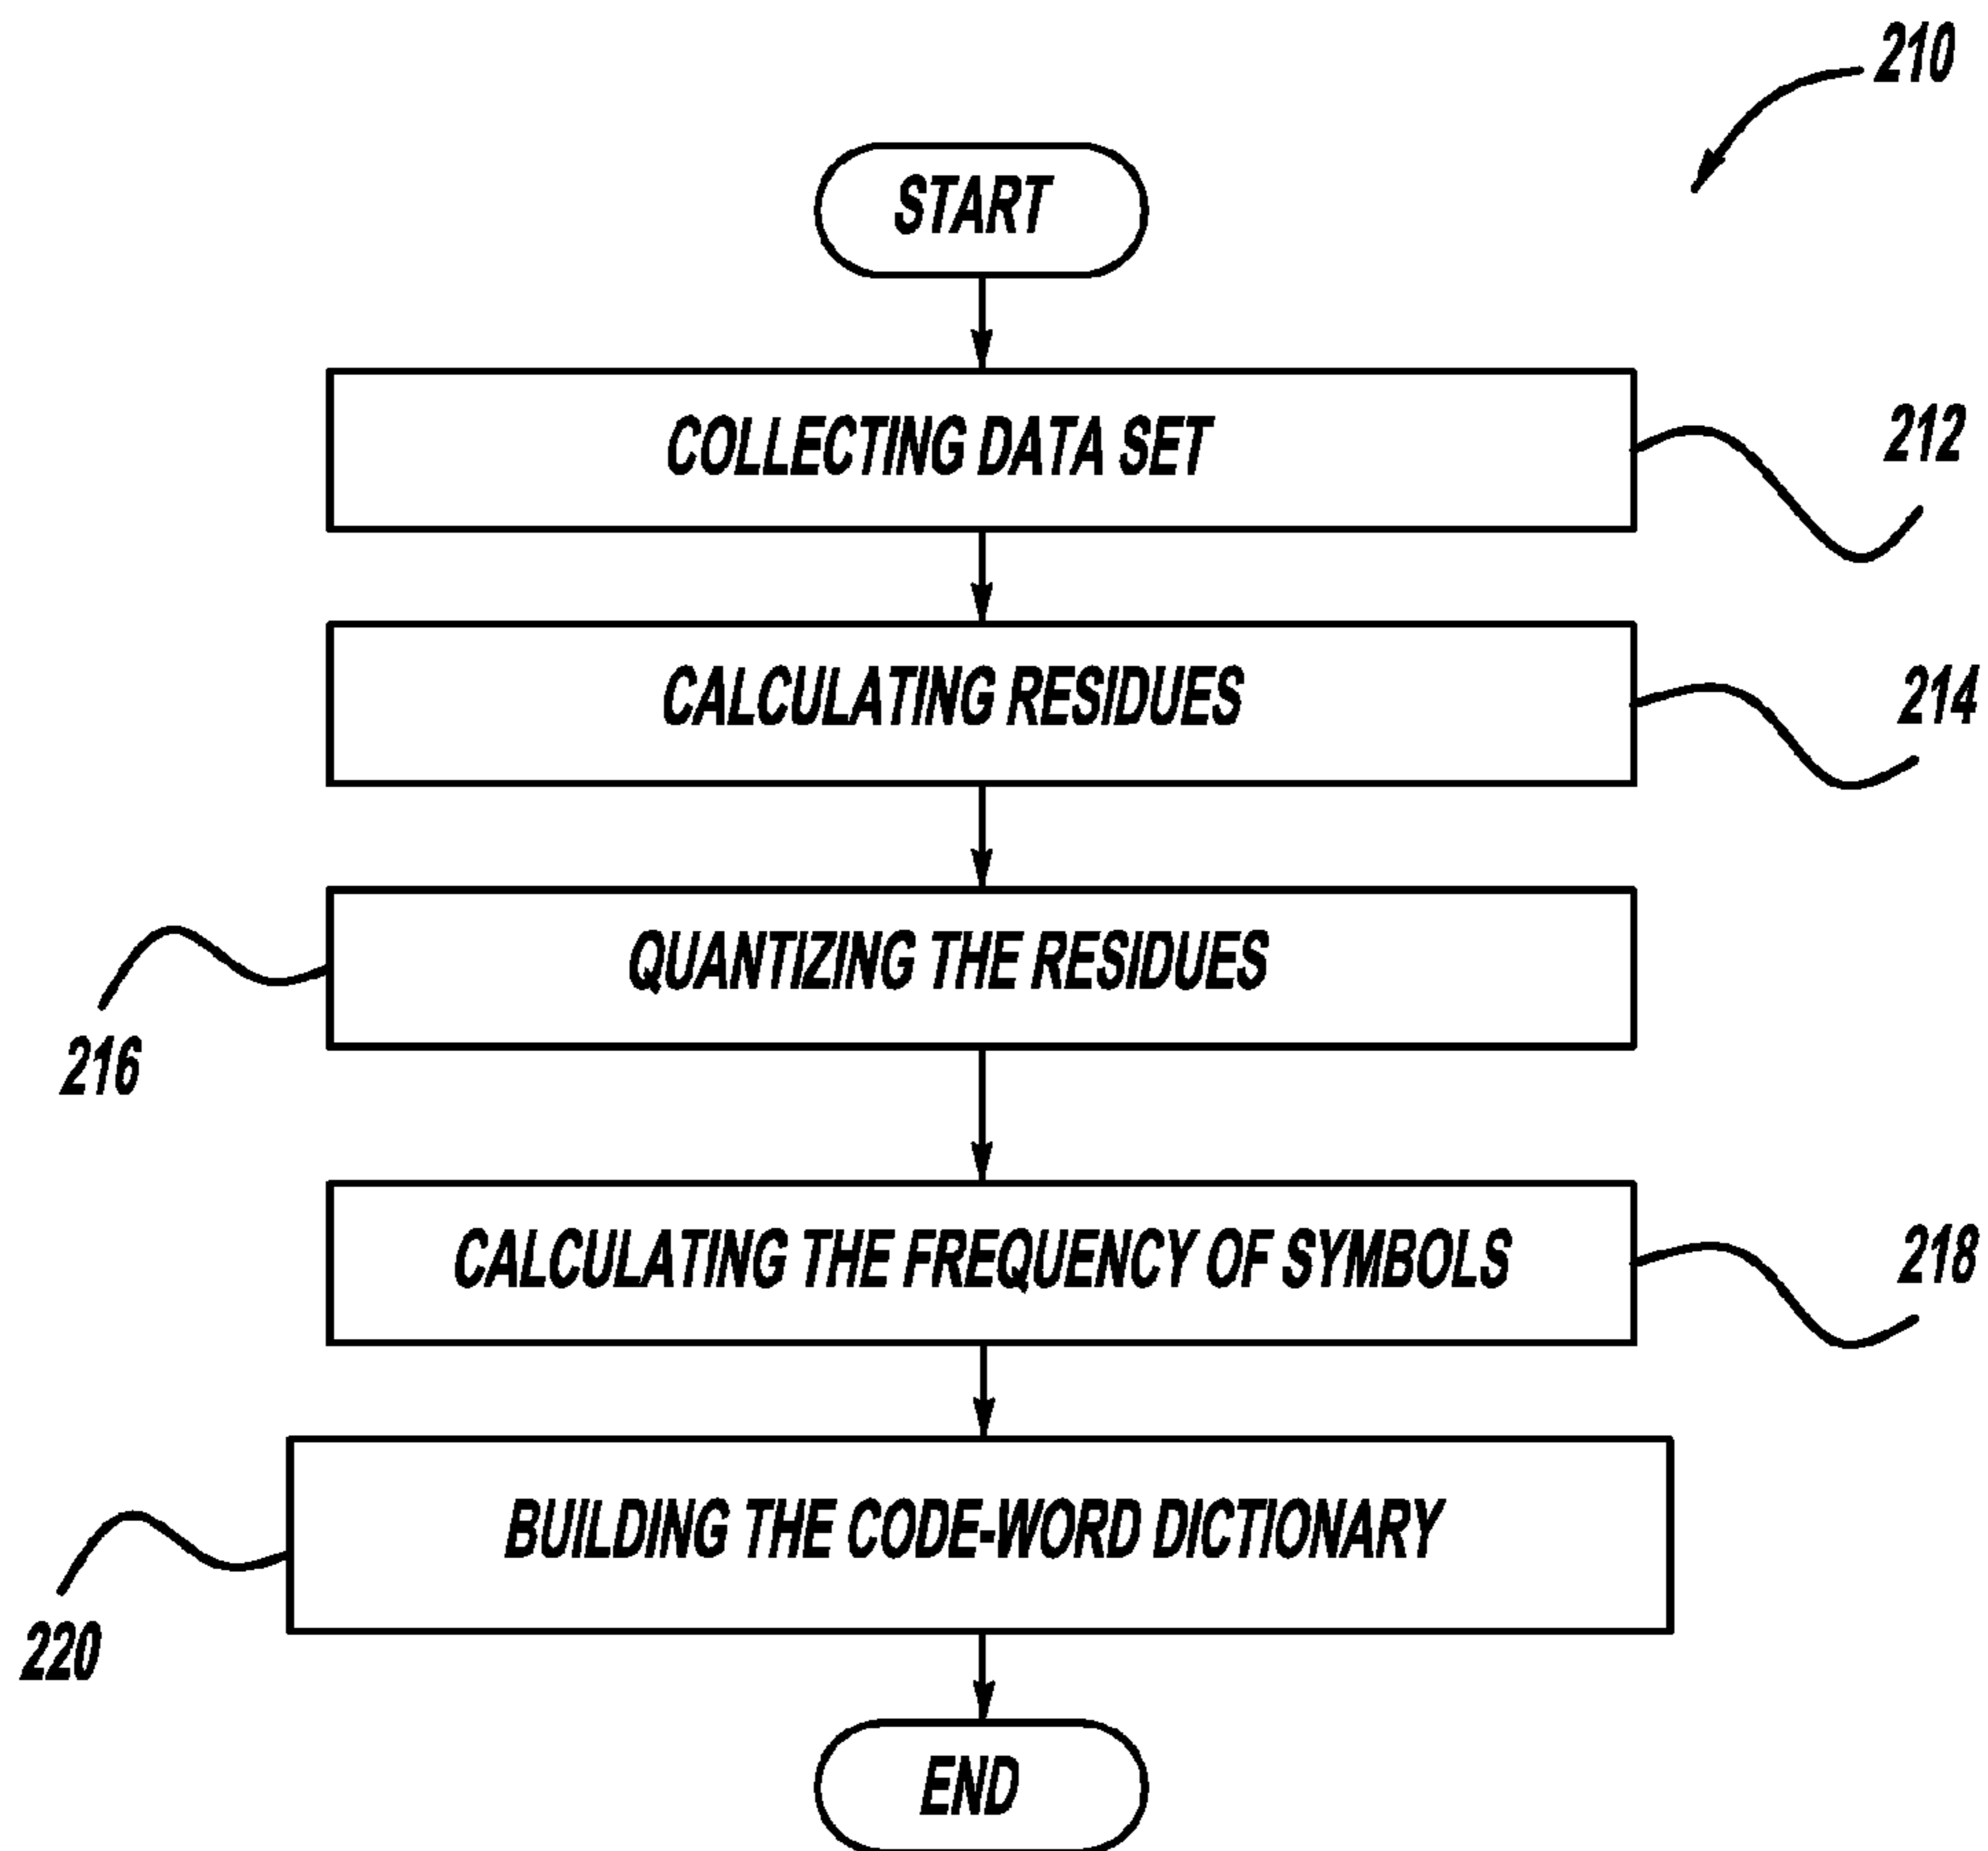 210
START
COLLECTING DATA SET
212
CALCULATING RESIDUES
214
QUANTIZING THE RESIDUES
216
CALCULATING THE FREQUENCY OF SYMBOLS
218
BUILDING THE CODE-WORD DICTIONARY
220
END